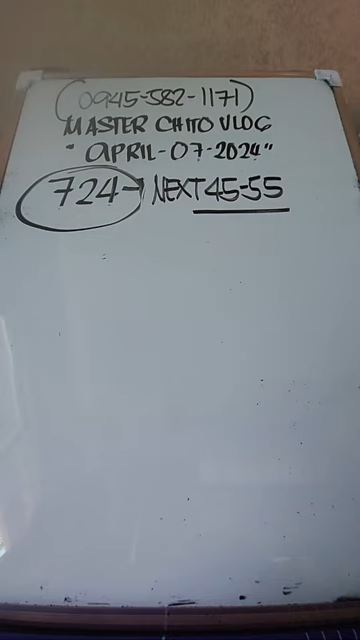 (0945-582-1171)
MASTER CHITO VLOG
"APRIL-07-2024"
724→ NEXT 45-55